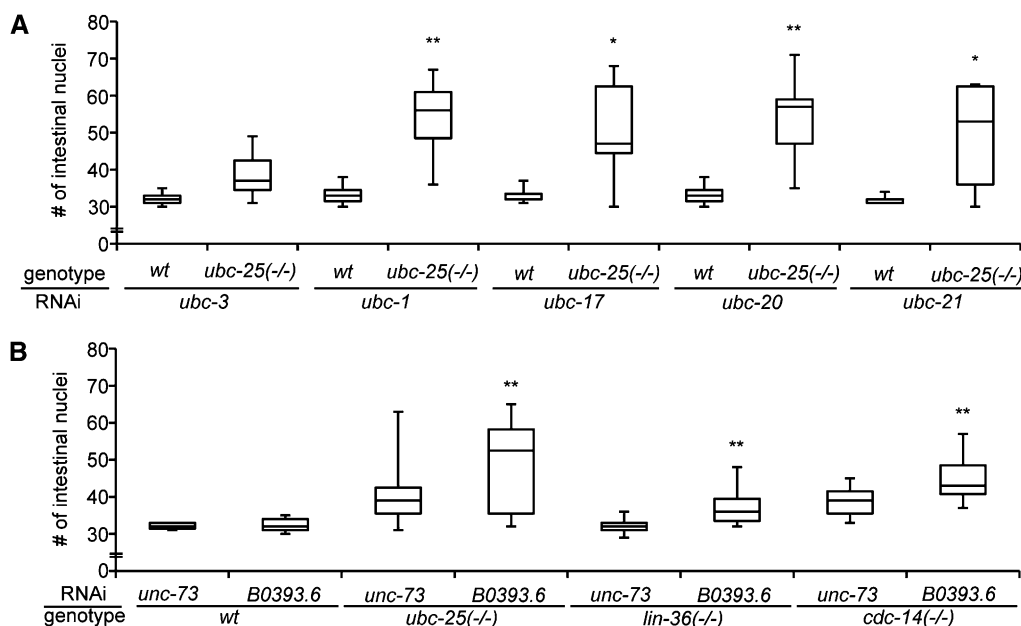 A
# of intestinal nuclei
80
70
60
50
40
30
0
** * ** *
genotype wt ubc-25(-/-) wt ubc-25(-/-) wt ubc-25(-/-) wt ubc-25(-/-) wt ubc-25(-/-)
RNAi ubc-3 ubc-1 ubc-17 ubc-20 ubc-21
B
# of intestinal nuclei
80
70
60
50
40
30
0
** ** **
RNAi unc-73 B0393.6 unc-73 B0393.6 unc-73 B0393.6 unc-73 B0393.6
genotype wt ubc-25(-/-) lin-36(-/-) cdc-14(-/-)